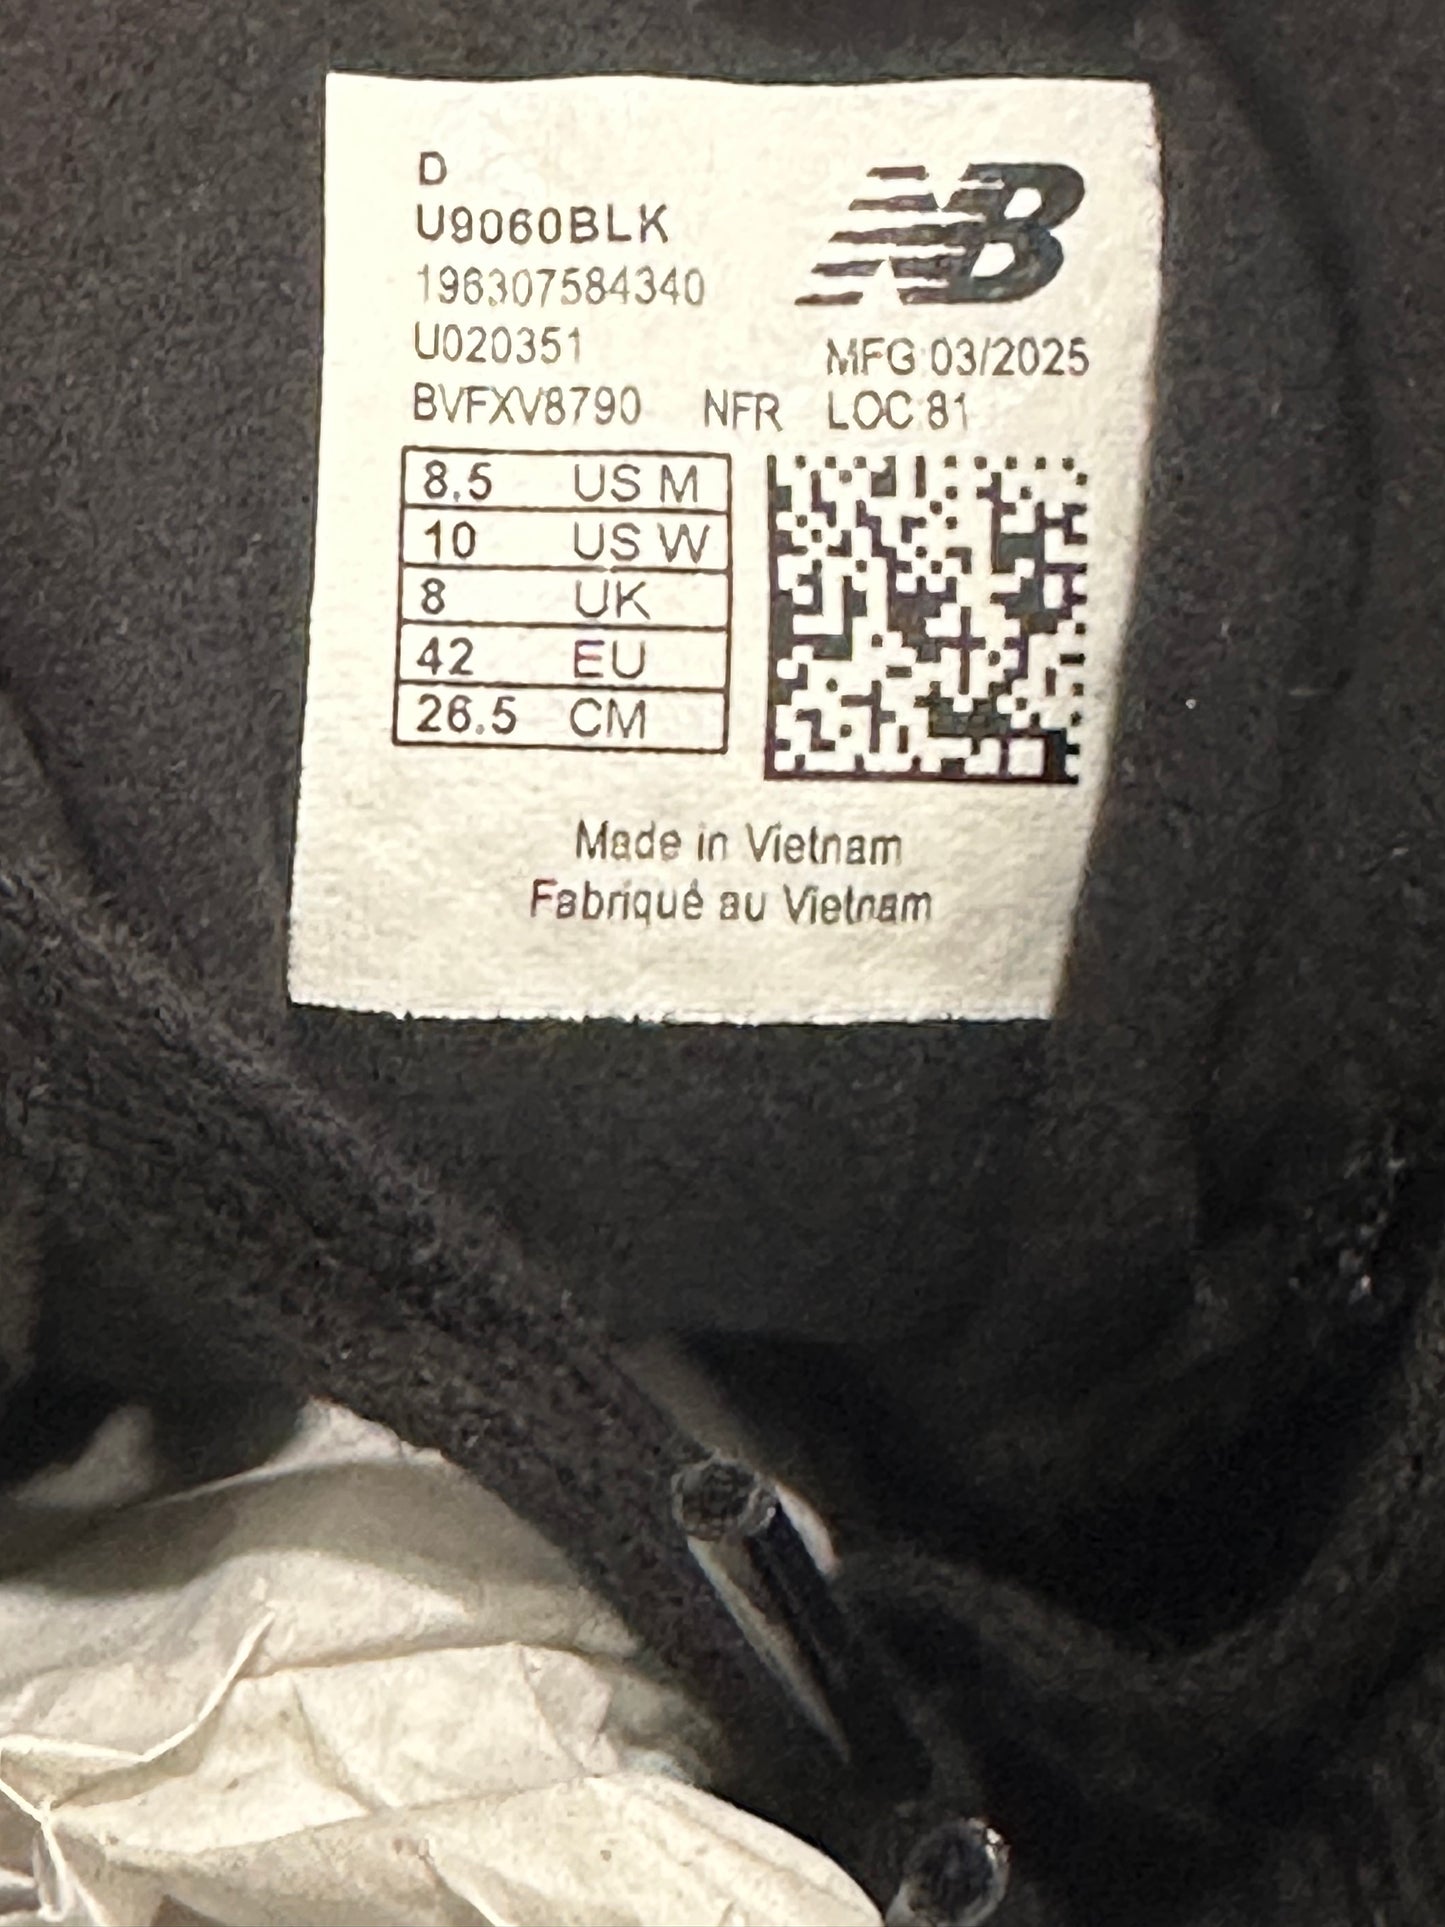 D
U9060BLK
196307584340
U020351
MFG:03/2025
BVFXV8790 NFR LOC:81
8.5 US M
10 US W
8 UK
42 EU
26.5 CM
Made in Vietnam
Fabriqué au Vietnam